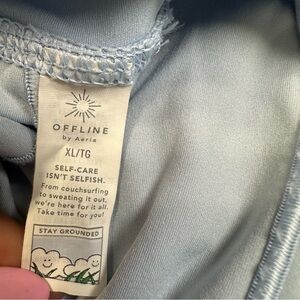 OFFLINE
by Aerie
XL/TG
SELF-CARE
ISN'T SELFISH.
From couchsurfing
to sweating it out,
we're here for it all.
Take time for you!
STAY GROUNDED